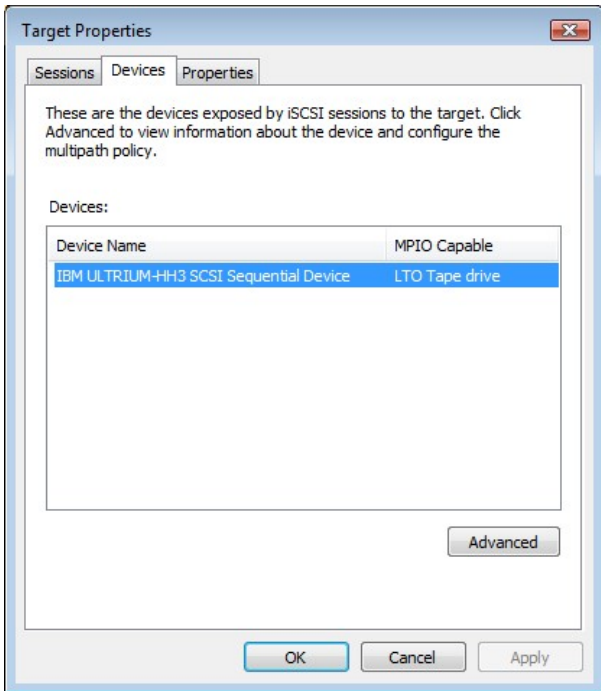 Target Properties
Sessions Devices Properties
These are the devices exposed by iSCSI sessions to the target. Click
Advanced to view information about the device and configure the
multipath policy.
Devices:
Device Name MPIO Capable
IBM ULTRIUM-HH3 SCSI Sequential Device LTO Tape drive
Advanced
OK Cancel Apply